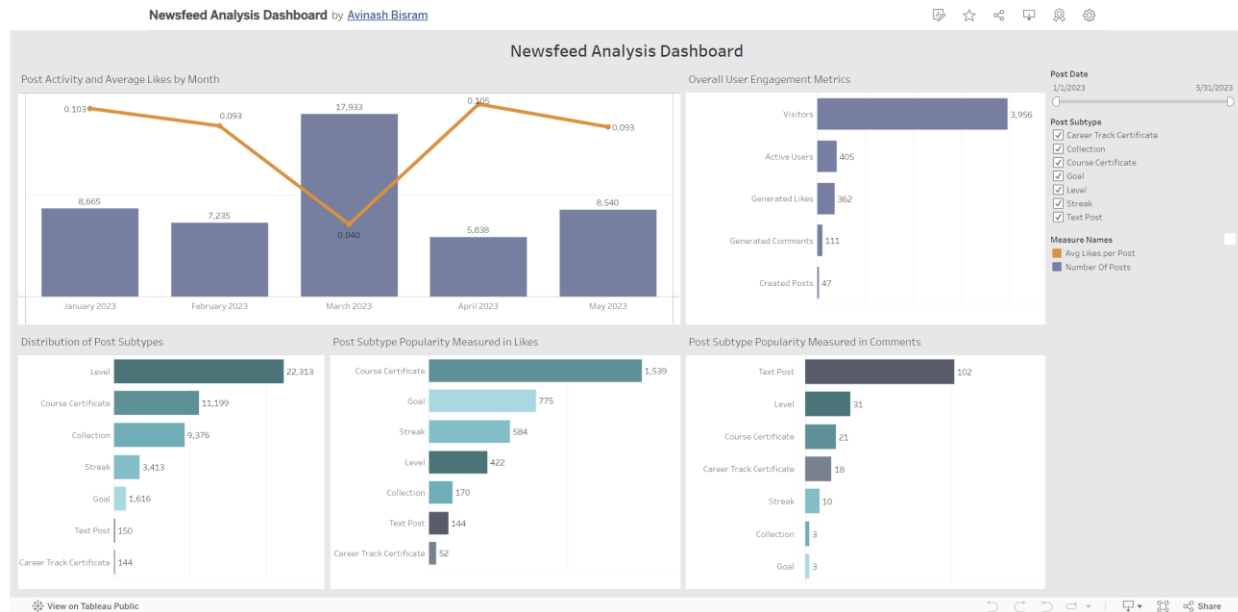 Newsfeed Analysis Dashboard by Avinash Bisram
Newsfeed Analysis Dashboard
Post Activity and Average Likes by Month
0.103
0.093
17,933
0.105
0.093
8,665
7,235
0.040
5,838
8,540
January 2023
February 2023
March 2023
April 2023
May 2023
Overall User Engagement Metrics
Visitors 3,956
Active Users 405
Generated Likes 362
Generated Comments 111
Created Posts 47
Post Date
1/1/2023 5/31/2023
Post Subtype
Career Track Certificate
Collection
Course Certificate
Goal
Level
Streak
Text Post
Measure Names
Avg Likes per Post
Number Of Posts
Distribution of Post Subtypes
Level 22,313
Course Certificate 11,199
Collection 9,376
Streak 3,413
Goal 1,616
Text Post 150
Career Track Certificate 144
Post Subtype Popularity Measured in Likes
Course Certificate 1,539
Goal 775
Streak 584
Level 422
Collection 170
Text Post 144
Career Track Certificate 52
Post Subtype Popularity Measured in Comments
Text Post 102
Level 31
Course Certificate 21
Career Track Certificate 18
Streak 10
Collection 3
Goal 3
View on Tableau Public
Share